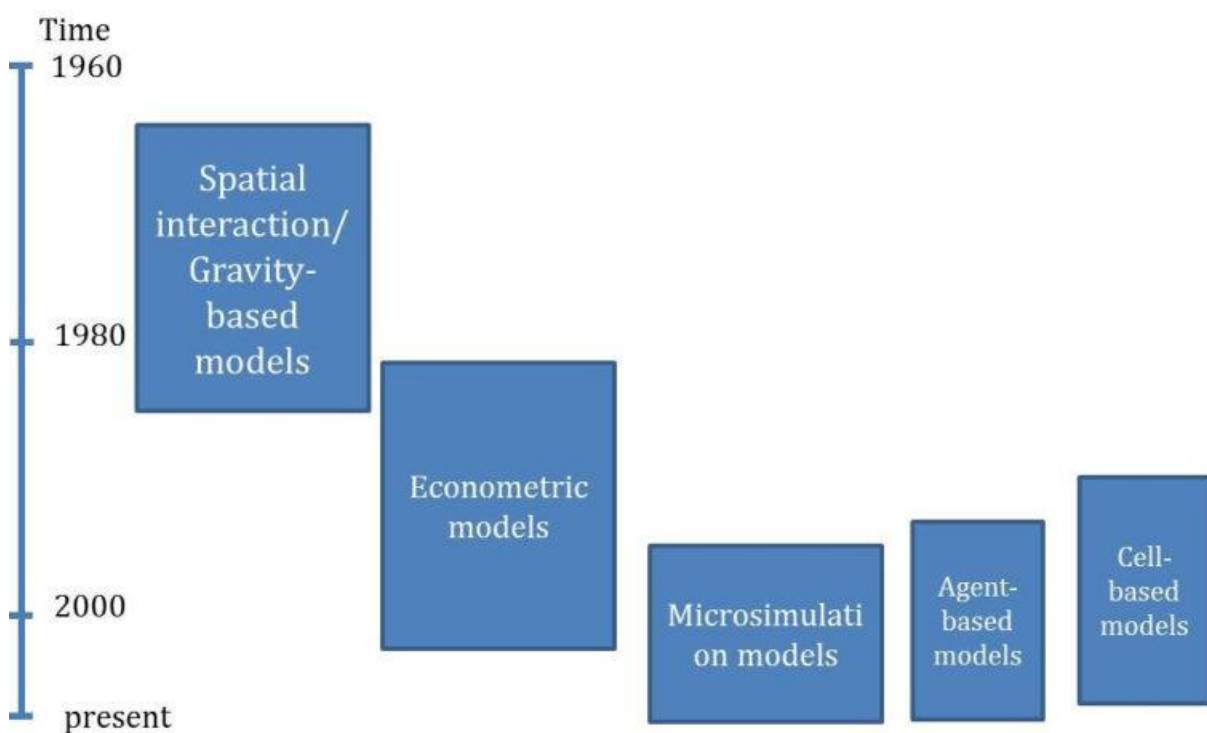 Time
1960
Spatial
interaction/
Gravity-
based
models
1980
Econometric
models
2000
Microsimulati
on models
Agent-
based
models
Cell-
based
models
present